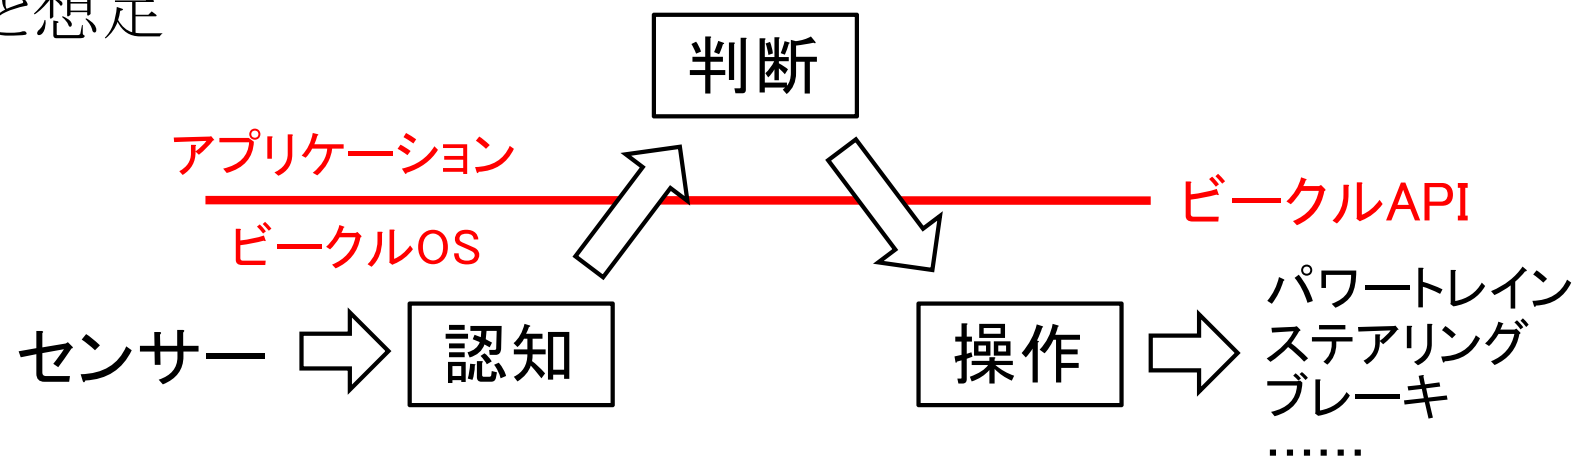 と想定
判断
アプリケーション
ビークルAPI
ビークルOS
センサー
認知
操作
パワートレイン
ステアリング
ブレーキ
……